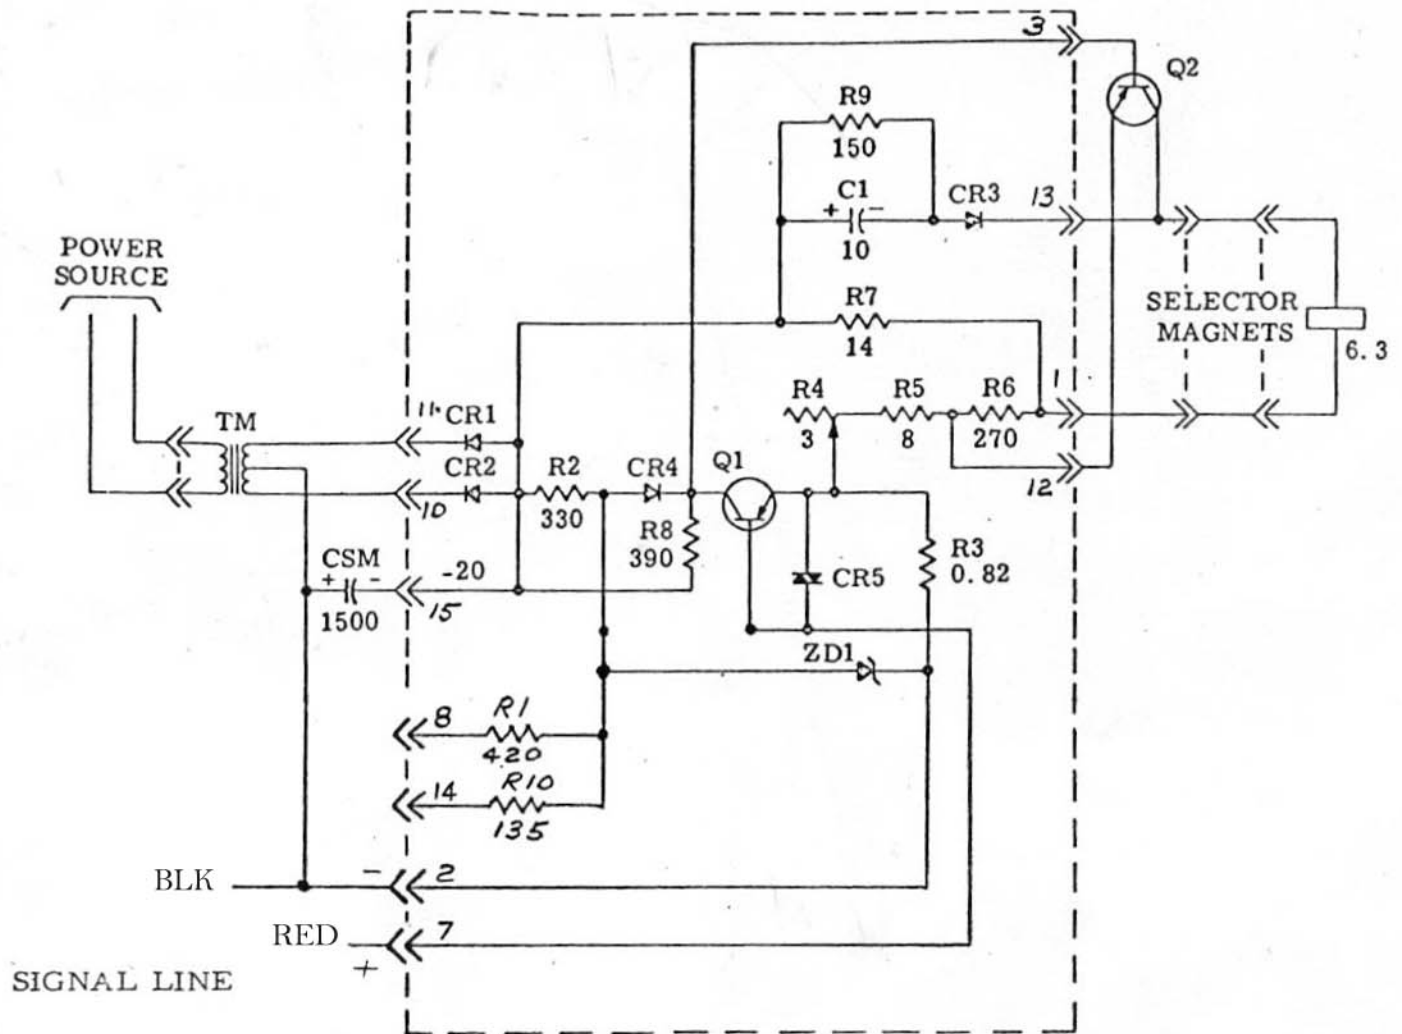 3
Q2
R9
150
C1
+ -
10
CR3
13
POWER
SOURCE
R7
14
SELECTOR
MAGNETS
6.3
TM
11
CR1
R4
3
R5
8
R6
270
1
CR2
10
R2
330
CR4
Q1
12
R8
390
R3
0.82
CSM
+ -
1500
-20
15
CR5
ZD1
8
R1
420
14
R10
135
BLK
-
2
RED
+
7
SIGNAL LINE